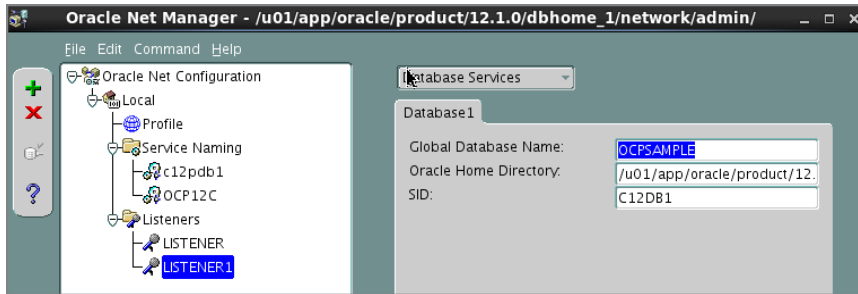 Oracle Net Manager - /u01/app/oracle/product/12.1.0/dbhome_1/network/admin/
File Edit Command Help
Oracle Net Configuration
Local
Profile
Service Naming
c12pdb1
OCP12C
Listeners
LISTENER
LISTENER1
Database Services
Database1
Global Database Name: OCPSAMPLE
Oracle Home Directory: /u01/app/oracle/product/12.
SID: C12DB1